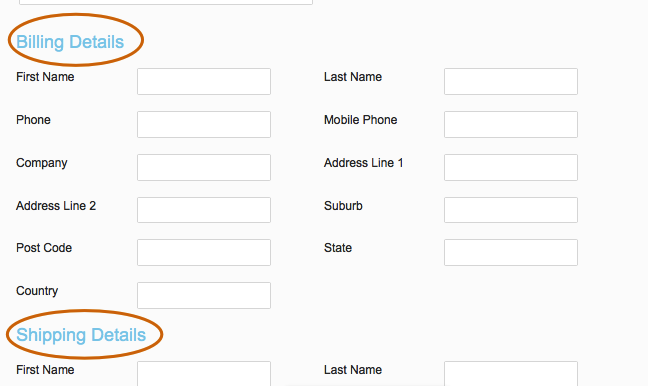 Billing Details
First Name Last Name
Phone Mobile Phone
Company Address Line 1
Address Line 2 Suburb
Post Code State
Country
Shipping Details
First Name Last Name